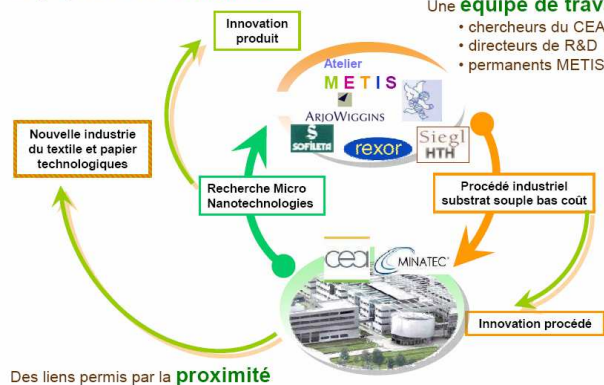 Une équipe de trav
• chercheurs du CEA
• directeurs de R&D
• permanents METIS
Innovation
produit
Atelier
METIS
ARJOWIGGINS
S
SOFILETA
rexor
Siegl
HTH
Nouvelle industrie
du textile et papier
technologiques
Recherche Micro
Nanotechnologies
Procédé industriel
substrat souple bas coût
cea
MINATEC
Innovation procédé
Des liens permis par la proximité